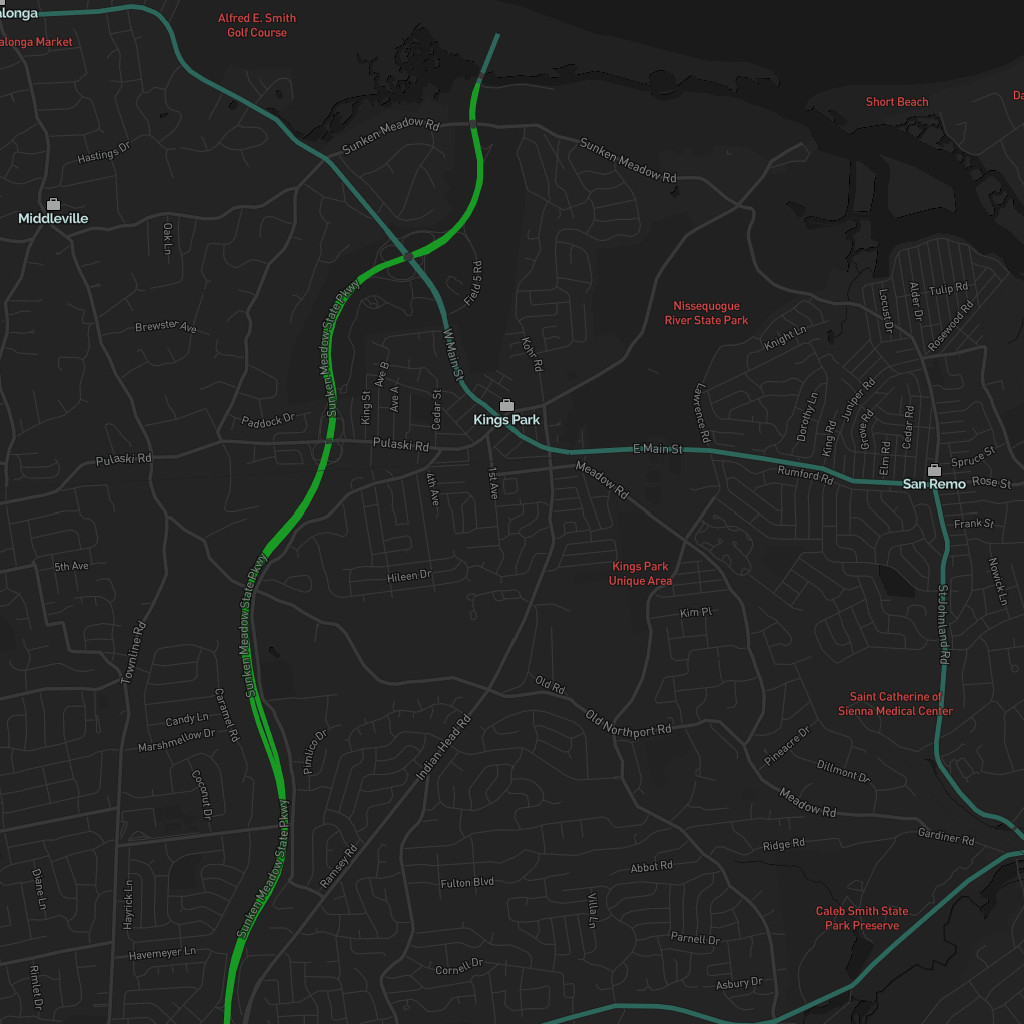 Alfred E. Smith
Golf Course
Short Beach
Sunken Meadow Rd
Sunken Meadow Rd
Hastings Dr
Middleville
Oak Ln
Field 5 Rd
Sunken Meadow State Pkwy
Brewster Ave
W Main St
Kohr Rd
Nissequogue
River State Park
Knight Ln
Locust Dr
Alder Dr
Tulip Rd
Rosewood Rd
King St
Ave B
Ave A
Cedar St
Kings Park
Paddock Dr
Pulaski Rd
Pulaski Rd
Lawrence Rd
Dorothy Ln
King Rd
Juniper Rd
Grove Rd
Elm Rd
Cedar Rd
E Main St
Rumford Rd
San Remo
Spruce St
Rose St
4th Ave
1st Ave
Meadow Rd
Frank St
5th Ave
Hileen Dr
Kings Park
Unique Area
Nowick Ln
Kim Pl
St Johnland Rd
Sunken Meadow State Pkwy
Townline Rd
Old Rd
Saint Catherine of
Sienna Medical Center
Candy Ln
Caramel Rd
Marshmellow Dr
Pimlico Dr
Indian Head Rd
Old Northport Rd
Pineacre Dr
Dillmont Dr
Coconut Dr
Meadow Rd
Gardiner Rd
Ridge Rd
Sunken Meadow State Pkwy
Ramsey Rd
Abbol Rd
Fulton Blvd
Diane Ln
Hayrick Ln
Villa Ln
Caleb Smith State
Park Preserve
Parnell Dr
Havemeyer Ln
Cornell Dr
Rimlet Dr
Asbury Dr